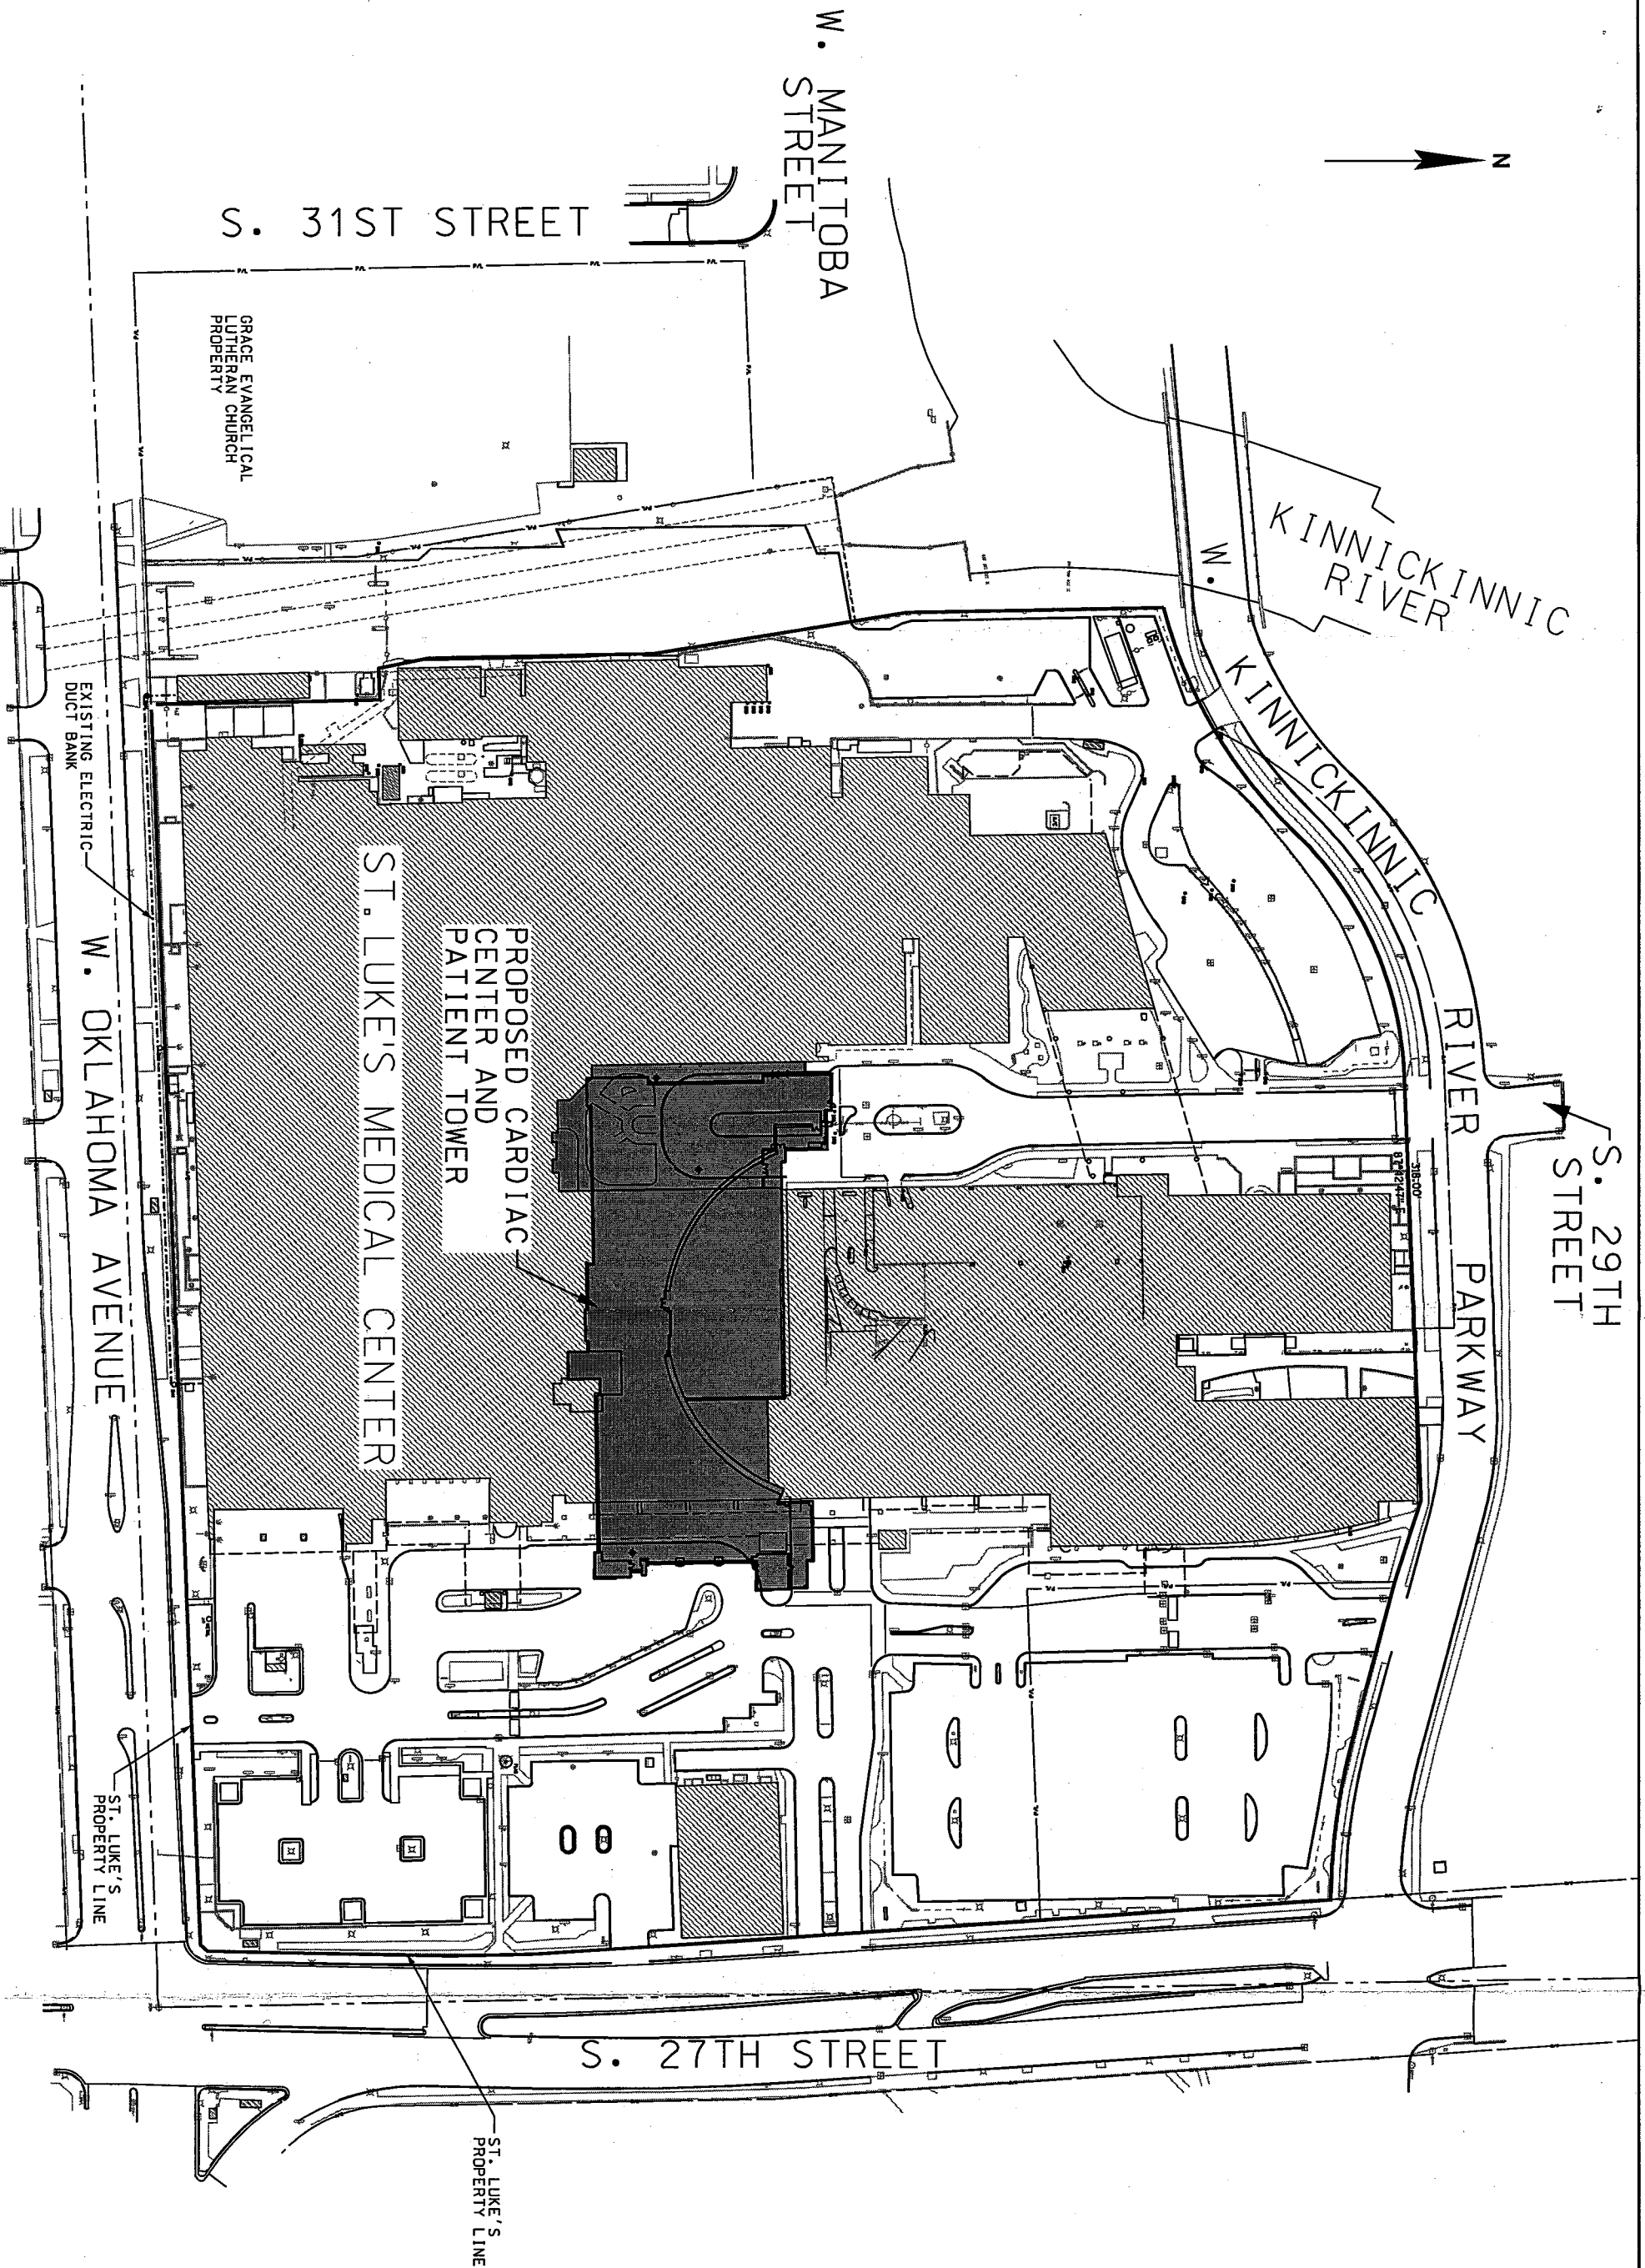 N
W. MANITOBA
STREET
S. 31ST STREET
GRACE EVANGELICAL
LUTHERAN CHURCH
PROPERTY
KINNICKINNIC
RIVER
W. KINNICKINNIC RIVER PARKWAY
S. 29TH
STREET
318.00'
ST. LUKE'S MEDICAL CENTER
PROPOSED CARDIAC
CENTER AND
PATIENT TOWER
EXISTING ELECTRIC
DUCT BANK
W. OKLAHOMA AVENUE
ST. LUKE'S
PROPERTY LINE
S. 27TH STREET
ST. LUKE'S
PROPERTY LINE